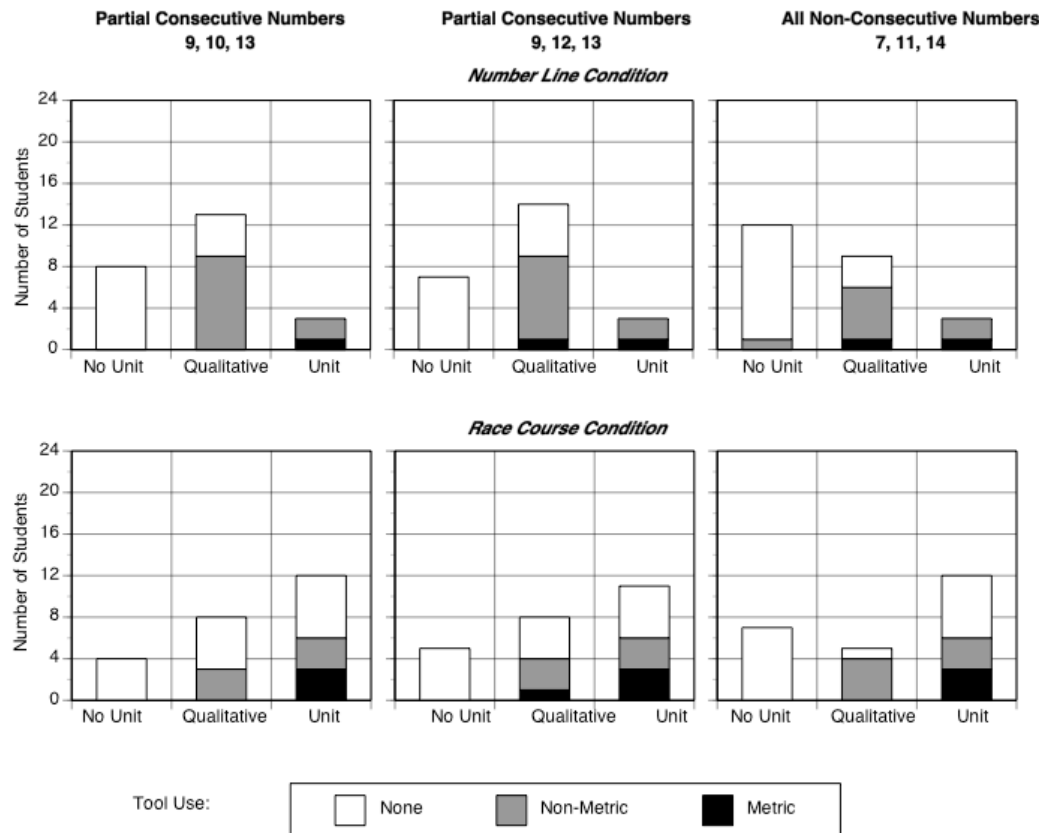 Partial Consecutive Numbers Partial Consecutive Numbers All Non-Consecutive Numbers
9, 10, 13 9, 12, 13 7, 11, 14
Number Line Condition
Number of Students
24
20
16
12
8
4
0
No Unit Qualitative Unit No Unit Qualitative Unit No Unit Qualitative Unit
Race Course Condition
Number of Students
24
20
16
12
8
4
0
No Unit Qualitative Unit No Unit Qualitative Unit No Unit Qualitative Unit
Tool Use: None Non-Metric Metric